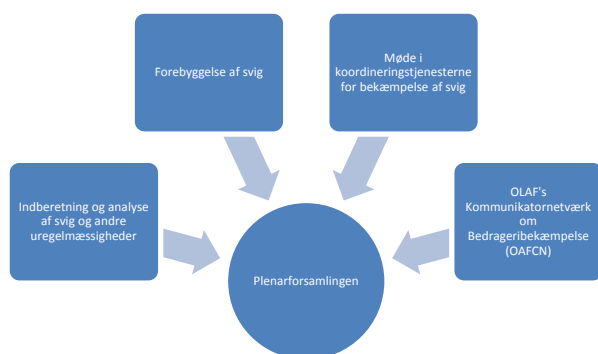 Forebyggelse af svig
Møde i
koordineringstjenesterne
for bekæmpelse af svig
Indberetning og analyse
af svig og andre
uregelmæssigheder
OLAF's
Kommunikatornetværk
om
Bedrageribekæmpelse
(OAFCN)
Plenarforsamlingen